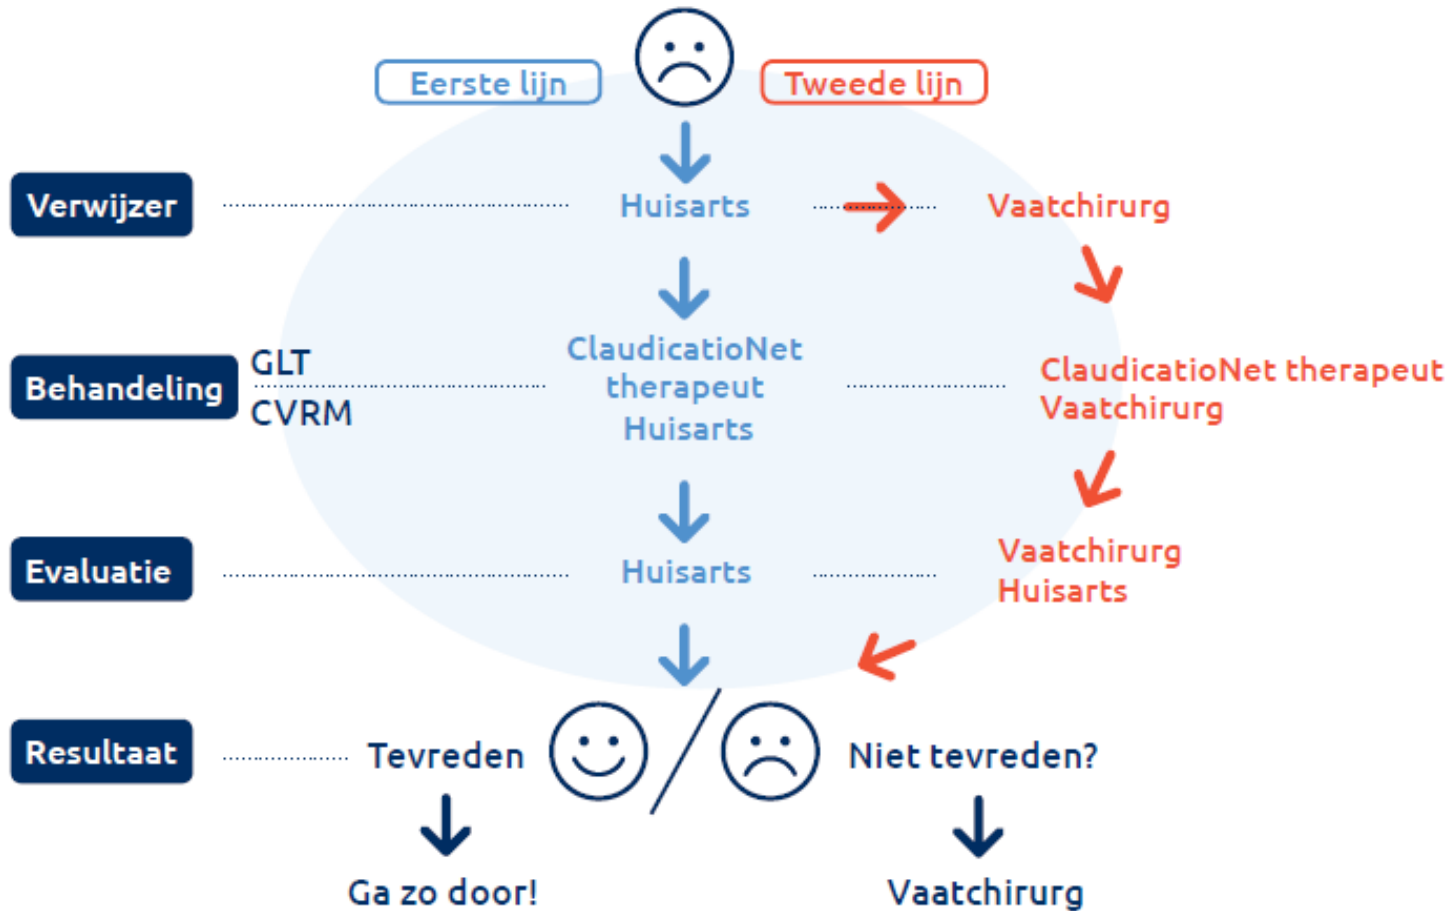 Eerste lijn
Tweede lijn
Verwijzer
Huisarts
Vaatchirurg
Behandeling
GLT
CVRM
ClaudicatioNet
therapeut
Huisarts
ClaudicatioNet therapeut
Vaatchirurg
Evaluatie
Huisarts
Vaatchirurg
Huisarts
Resultaat
Tevreden
Niet tevreden?
Ga zo door!
Vaatchirurg